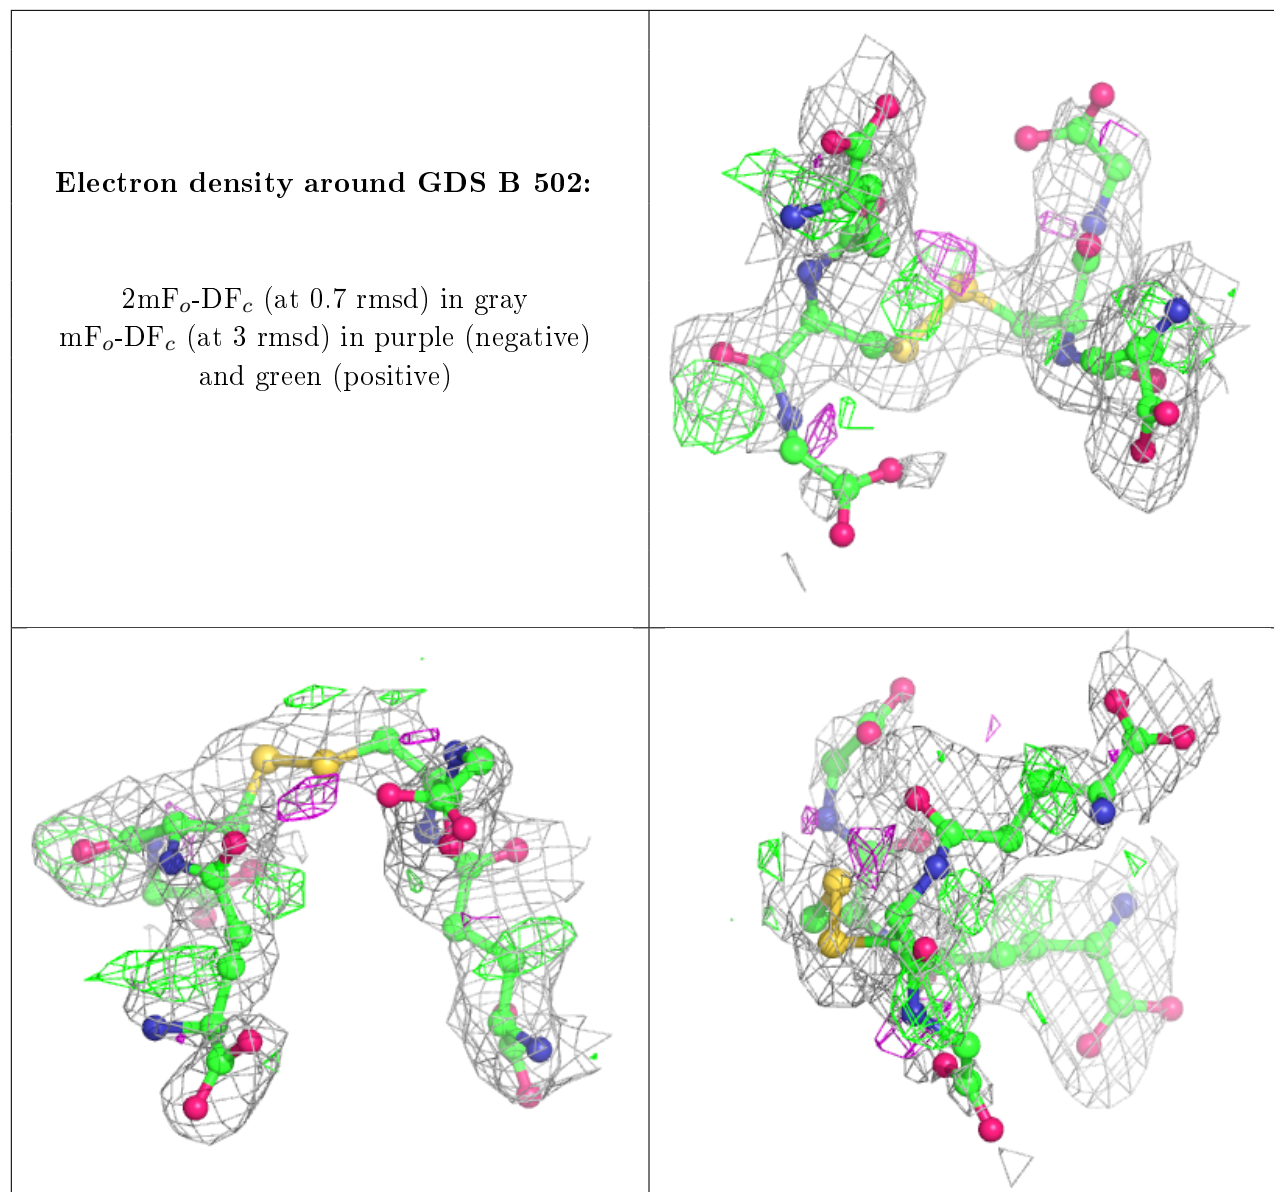 Electron density around GDS B 502:
2mFo-DFc (at 0.7 rmsd) in gray
mFo-DFc (at 3 rmsd) in purple (negative)
and green (positive)